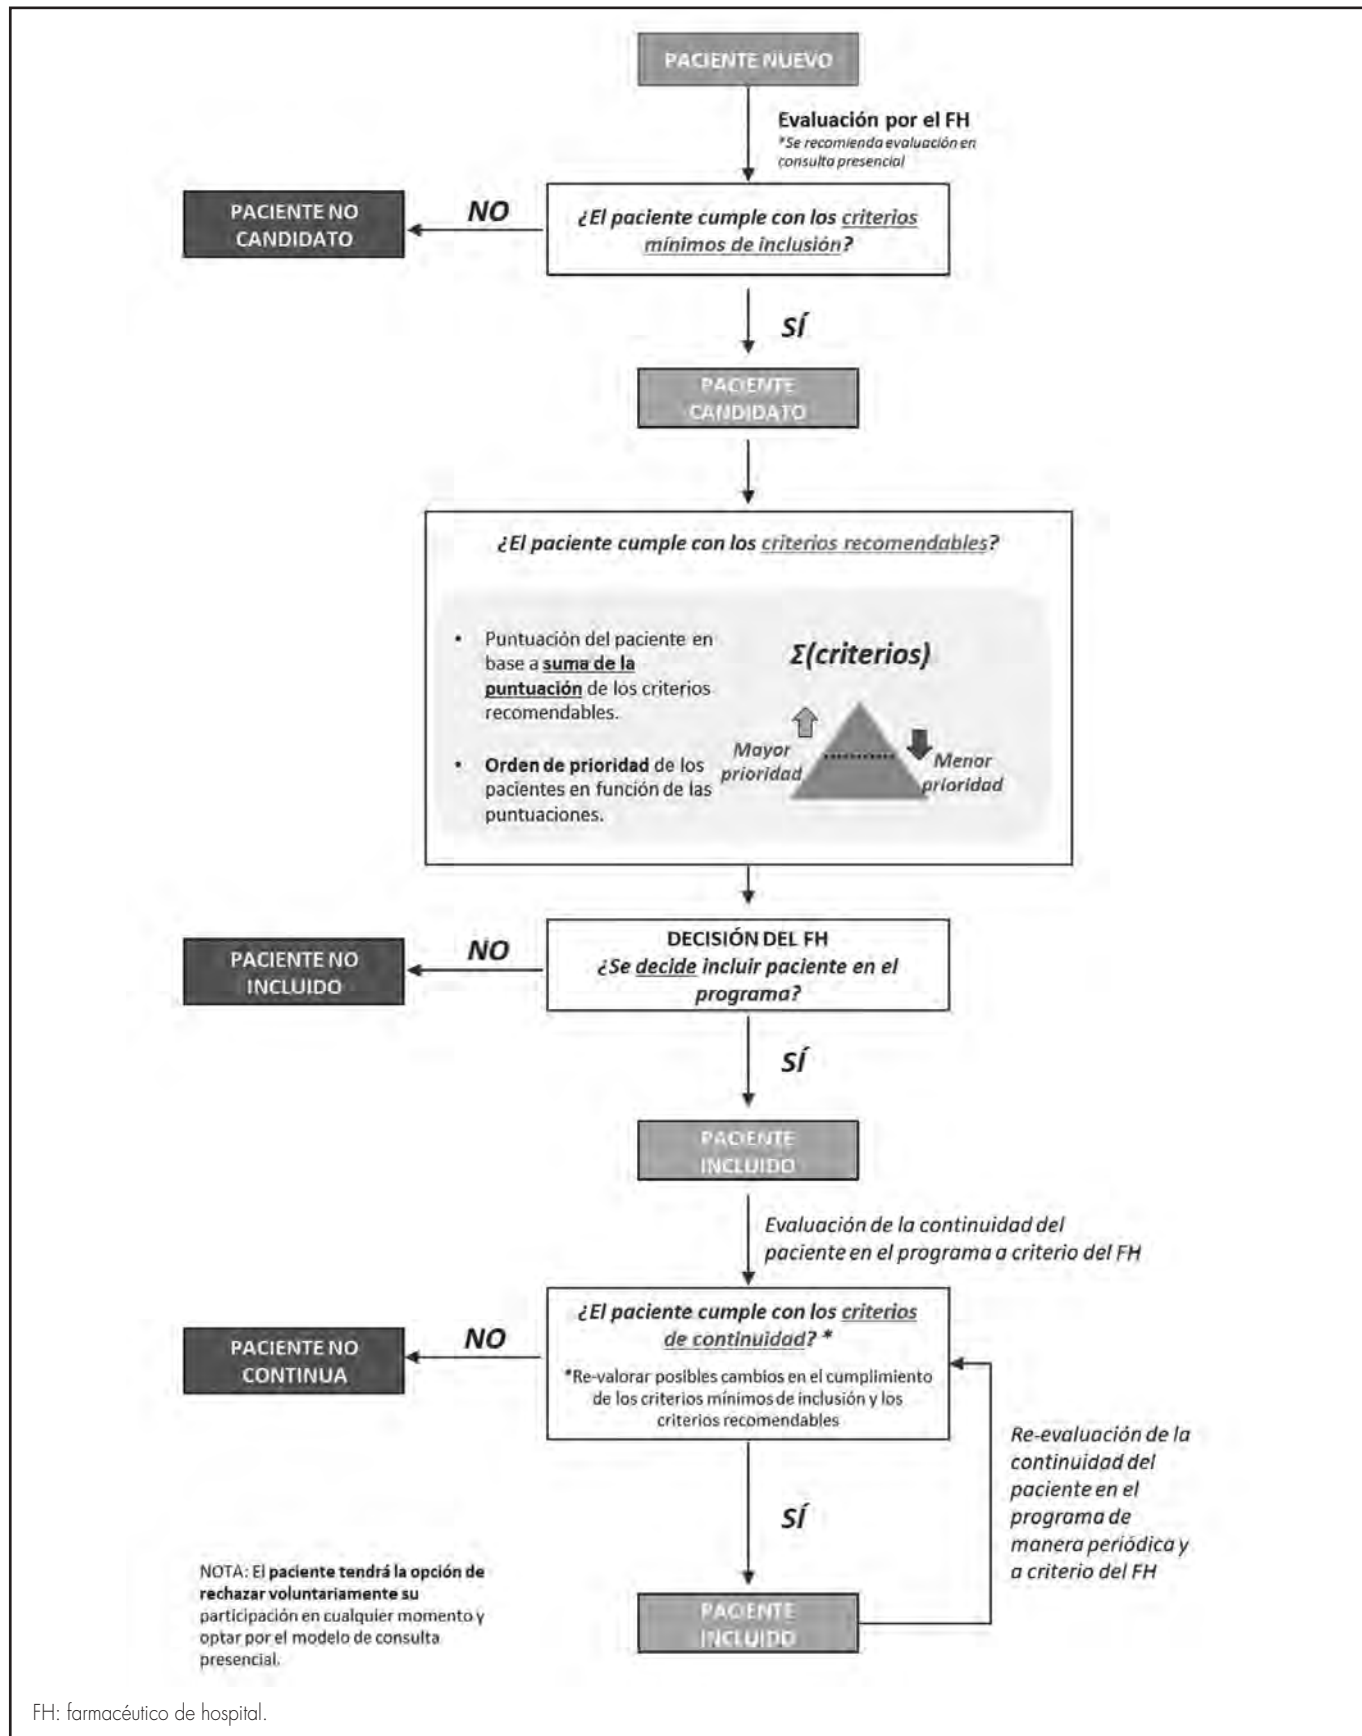 PACIENTE NUEVO
Evaluación por el FH
*Se recomienda evaluación en
consulta presencial
¿El paciente cumple con los criterios
mínimos de inclusión?
NO
PACIENTE NO
CANDIDATO
SÍ
PACIENTE
CANDIDATO
¿El paciente cumple con los criterios recomendables?
• Puntuación del paciente en
base a suma de la
puntuación de los criterios
recomendables.
• Orden de prioridad de los
pacientes en función de las
puntuaciones.
Σ(criterios)
Mayor
prioridad
Menor
prioridad
DECISIÓN DEL FH
¿Se decide incluir paciente en el
programa?
NO
PACIENTE NO
INCLUIDO
SÍ
PACIENTE
INCLUIDO
Evaluación de la continuidad del
paciente en el programa a criterio del FH
¿El paciente cumple con los criterios
de continuidad? *
*Re-valorar posibles cambios en el cumplimiento
de los criterios mínimos de inclusión y los
criterios recomendables
NO
PACIENTE NO
CONTINUA
SÍ
Re-evaluación de la
continuidad del
paciente en el
programa de
manera periódica y
a criterio del FH
PACIENTE
INCLUIDO
NOTA: El paciente tendrá la opción de
rechazar voluntariamente su
participación en cualquier momento y
optar por el modelo de consulta
presencial.
FH: farmacéutico de hospital.